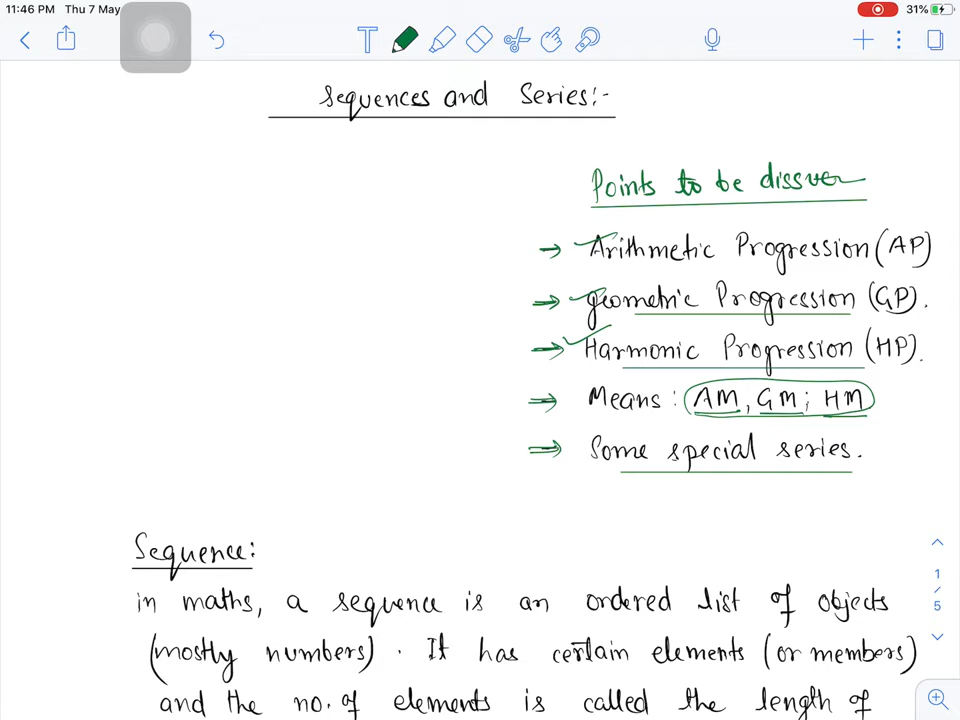 11:46 PM Thu 7 May
31%
T
Sequences and Series:-
Points to be
→ Arithmetic Progression (AP)
→ Geometric Progression (GP).
→ Harmonic Progression (HP).
→ Means: AM, GM; HM
⇒ Some special series.
Sequence:
in maths, a sequence is an ordered list of objects
(mostly numbers). It has certain elements (or members)
and the no. of elements is called the length of
1
/
5